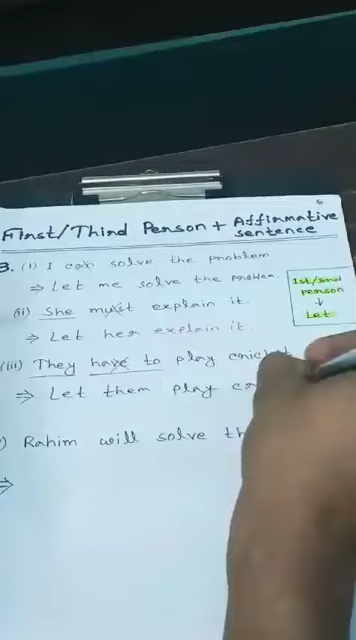 First/Third Person + Affirmative
sentence
3. (i) I can solve the problem
⇒ Let me solve the problem.
1st/3rd
person
↓
Let
(ii) She must explain it.
⇒ Let her explain it.
(iii) They have to play cricket
⇒ Let them play
) Rahim will solve
⇒